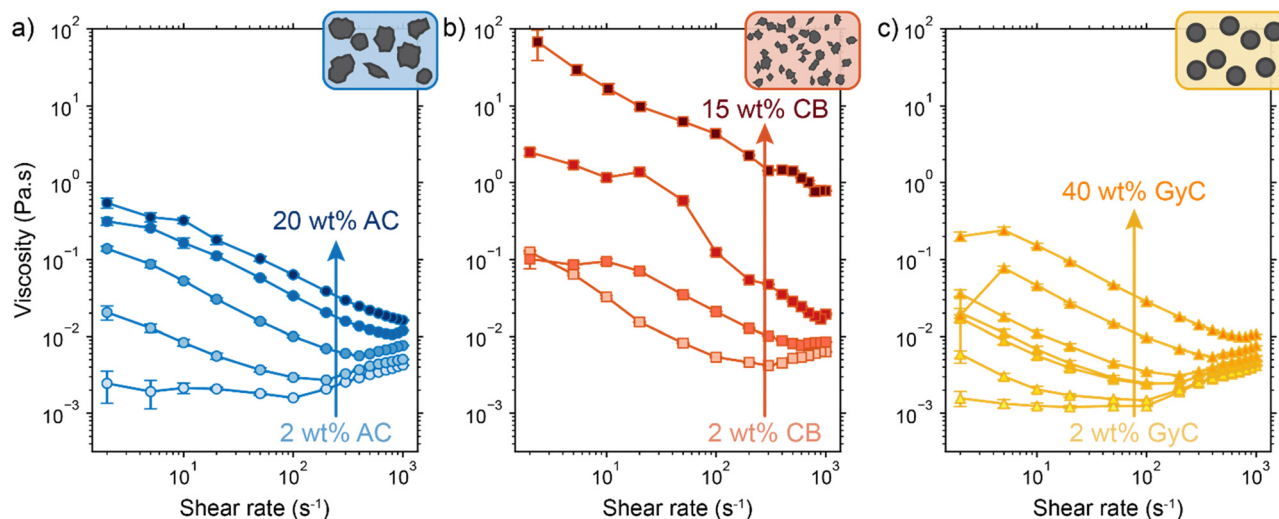 a)
b)
c)
Viscosity (Pa.s)
10²
10¹
10⁰
10⁻¹
10⁻²
10⁻³
20 wt% AC
2 wt% AC
10¹
10²
10³
Shear rate (s⁻¹)
10²
10¹
10⁰
10⁻¹
10⁻²
10⁻³
15 wt% CB
2 wt% CB
10¹
10²
10³
Shear rate (s⁻¹)
10²
10¹
10⁰
10⁻¹
10⁻²
10⁻³
40 wt% GyC
2 wt% GyC
10¹
10²
10³
Shear rate (s⁻¹)